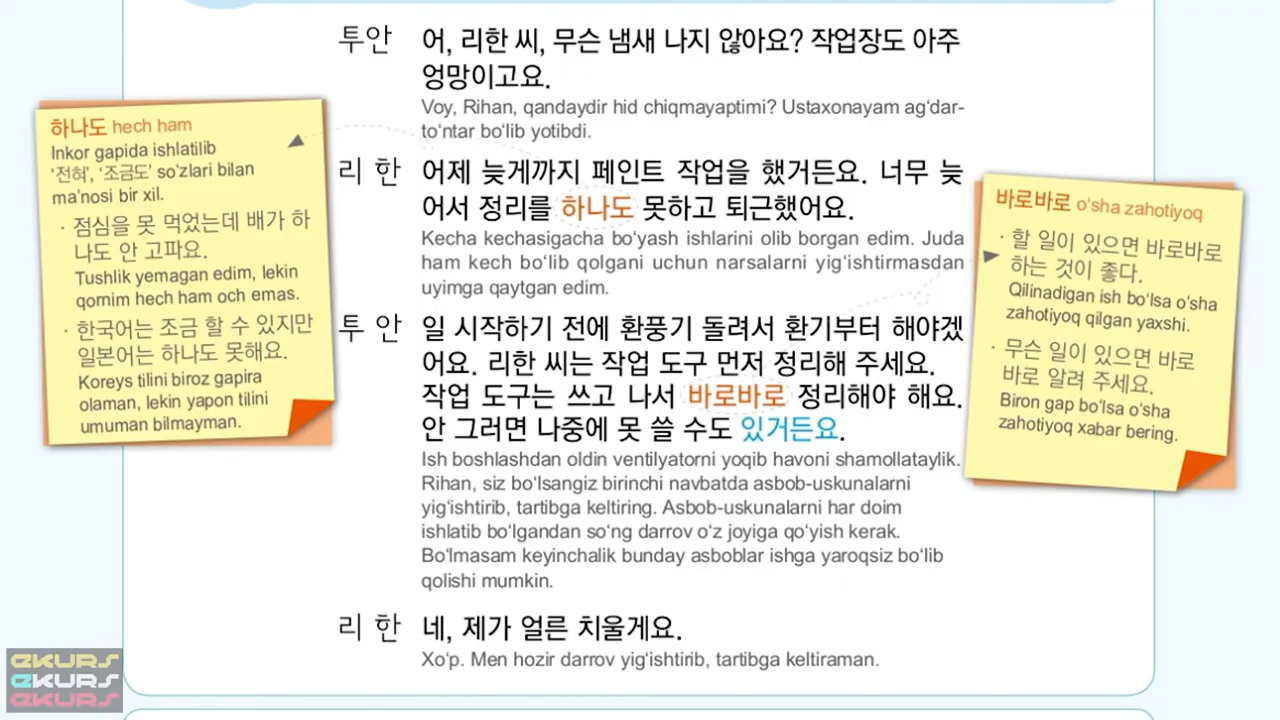 투안 어, 리한 씨, 무슨 냄새 나지 않아요? 작업장도 아주
엉망이고요.
Voy, Rihan, qandaydir hid chiqmayaptimi? Ustaxonayam ag‘dar-
to‘ntar bo‘lib yotibdi.
리 한 어제 늦게까지 페인트 작업을 했거든요. 너무 늦
어서 정리를 하나도 못하고 퇴근했어요.
Kecha kechasigacha bo‘yash ishlarini olib borgan edim. Juda
ham kech bo‘lib qolgani uchun narsalarni yig‘ishtirmasdan
uyimga qaytgan edim.
투 안 일 시작하기 전에 환풍기 돌려서 환기부터 해야겠
어요. 리한 씨는 작업 도구 먼저 정리해 주세요.
작업 도구는 쓰고 나서 바로바로 정리해야 해요.
안 그러면 나중에 못 쓸 수도 있거든요.
Ish boshlashdan oldin ventilyatorni yoqib havoni shamollataylik.
Rihan, siz bo‘lsangiz birinchi navbatda asbob-uskunalarni
yig‘ishtirib, tartibga keltiring. Asbob-uskunalarni har doim
ishlatib bo‘lgandan so‘ng darrov o‘z joyiga qo‘yish kerak.
Bo‘lmasam keyinchalik bunday asboblar ishga yaroqsiz bo‘lib
qolishi mumkin.
리 한 네, 제가 얼른 치울게요.
Xo‘p. Men hozir darrov yig‘ishtirib, tartibga keltiraman.
하나도 hech ham
Inkor gapida ishlatilib
‘전혀’, ‘조금도’ so‘zlari bilan
ma’nosi bir xil.
· 점심을 못 먹었는데 배가 하
나도 안 고파요.
Tushlik yemagan edim, lekin
qornim hech ham och emas.
· 한국어는 조금 할 수 있지만
일본어는 하나도 못해요.
Koreys tilini biroz gapira
olaman, lekin yapon tilini
umuman bilmayman.
바로바로 o‘sha zahotiyoq
· 할 일이 있으면 바로바로
하는 것이 좋다.
Qilinadigan ish bo‘lsa o‘sha
zahotiyoq qilgan yaxshi.
· 무슨 일이 있으면 바로
바로 알려 주세요.
Biron gap bo‘lsa o‘sha
zahotiyoq xabar bering.
EKURS
EKURS
EKURS